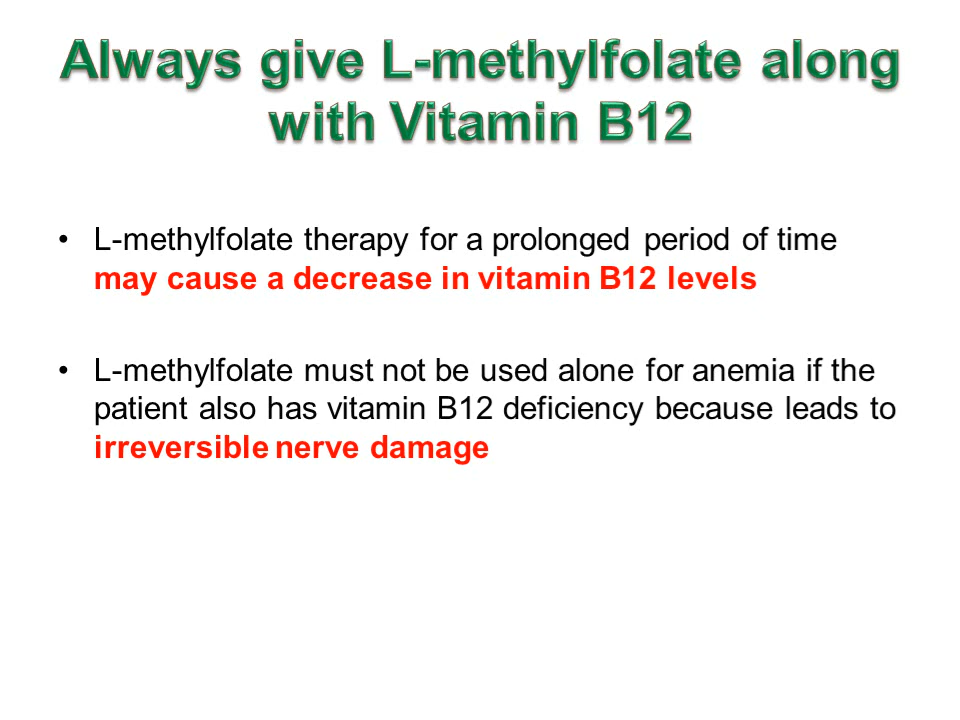 Always give L-methylfolate along
with Vitamin B12
• L-methylfolate therapy for a prolonged period of time
may cause a decrease in vitamin B12 levels
• L-methylfolate must not be used alone for anemia if the
patient also has vitamin B12 deficiency because leads to
irreversible nerve damage